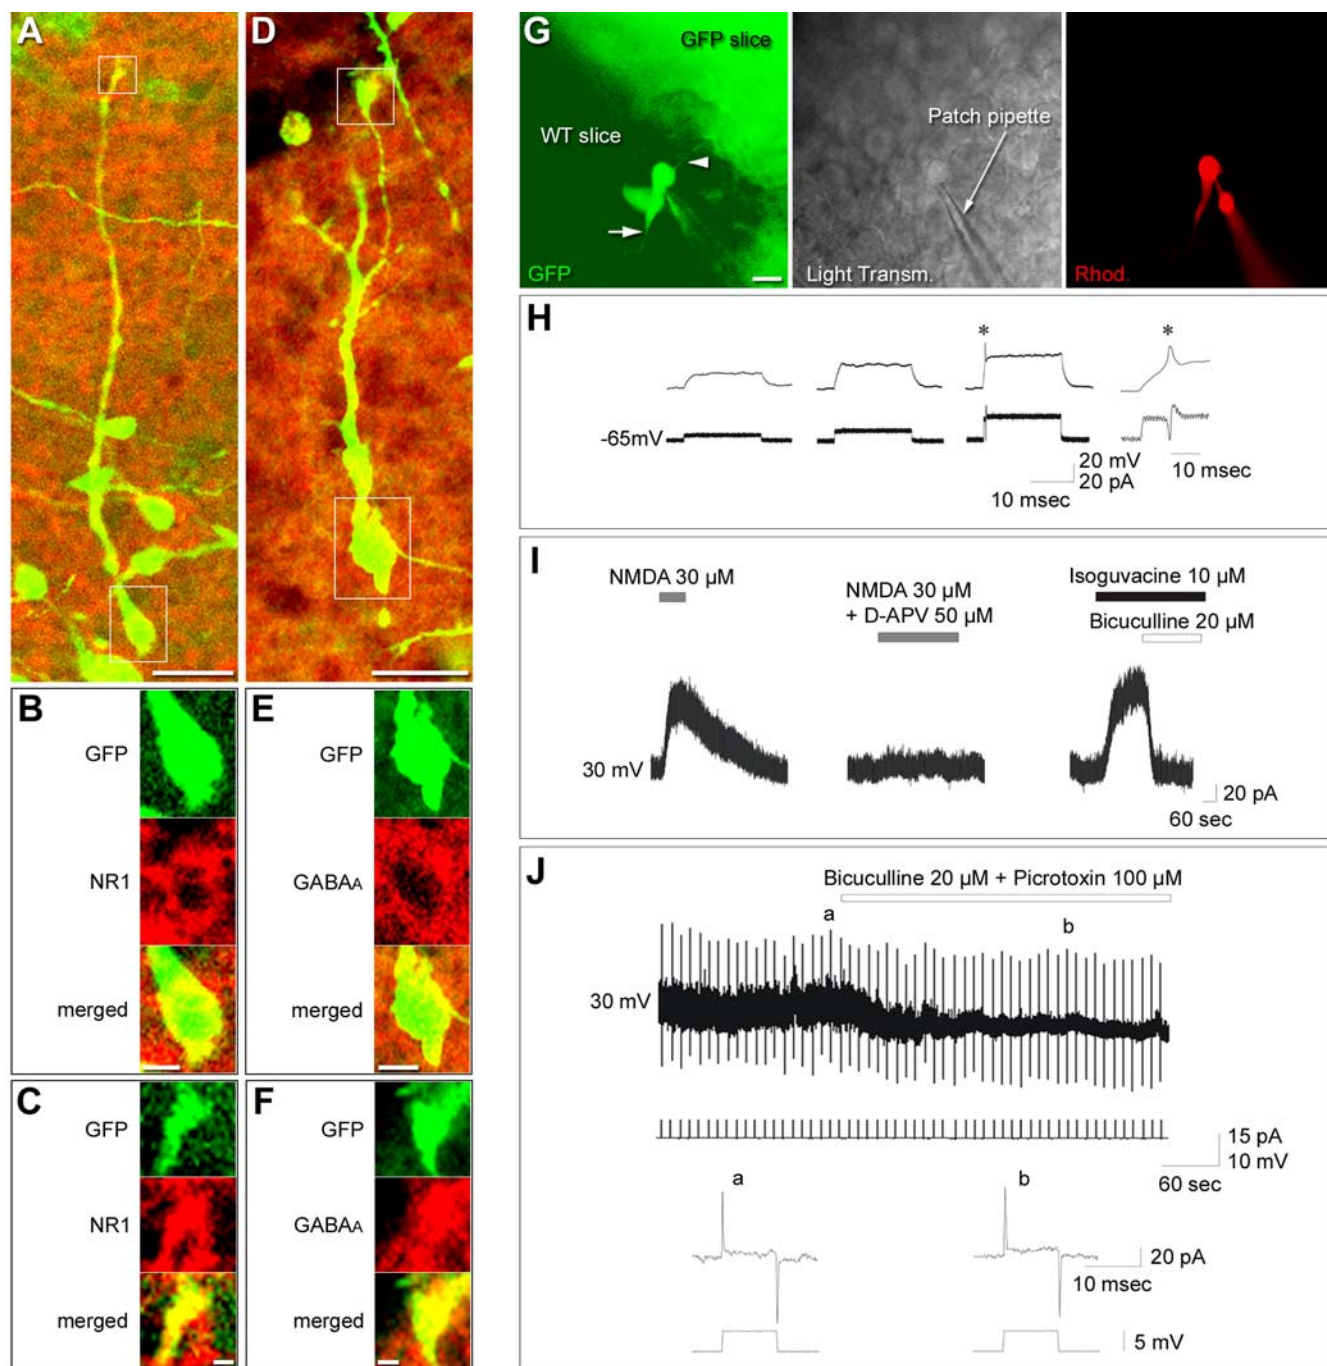 A
D
B
GFP
NR1
merged
E
GFP
GABAA
merged
C
GFP
NR1
merged
F
GFP
GABAA
merged
G
GFP slice
WT slice
GFP
Patch pipette
Light Transm.
Rhod.
H
*
*
-65mV
20 mV
20 pA
10 msec
10 msec
I
NMDA 30 µM
NMDA 30 µM
+ D-APV 50 µM
Isoguvacine 10 µM
Bicuculline 20 µM
30 mV
20 pA
60 sec
J
Bicuculline 20 µM + Picrotoxin 100 µM
a
b
30 mV
15 pA
10 mV
60 sec
a
b
20 pA
10 msec
5 mV